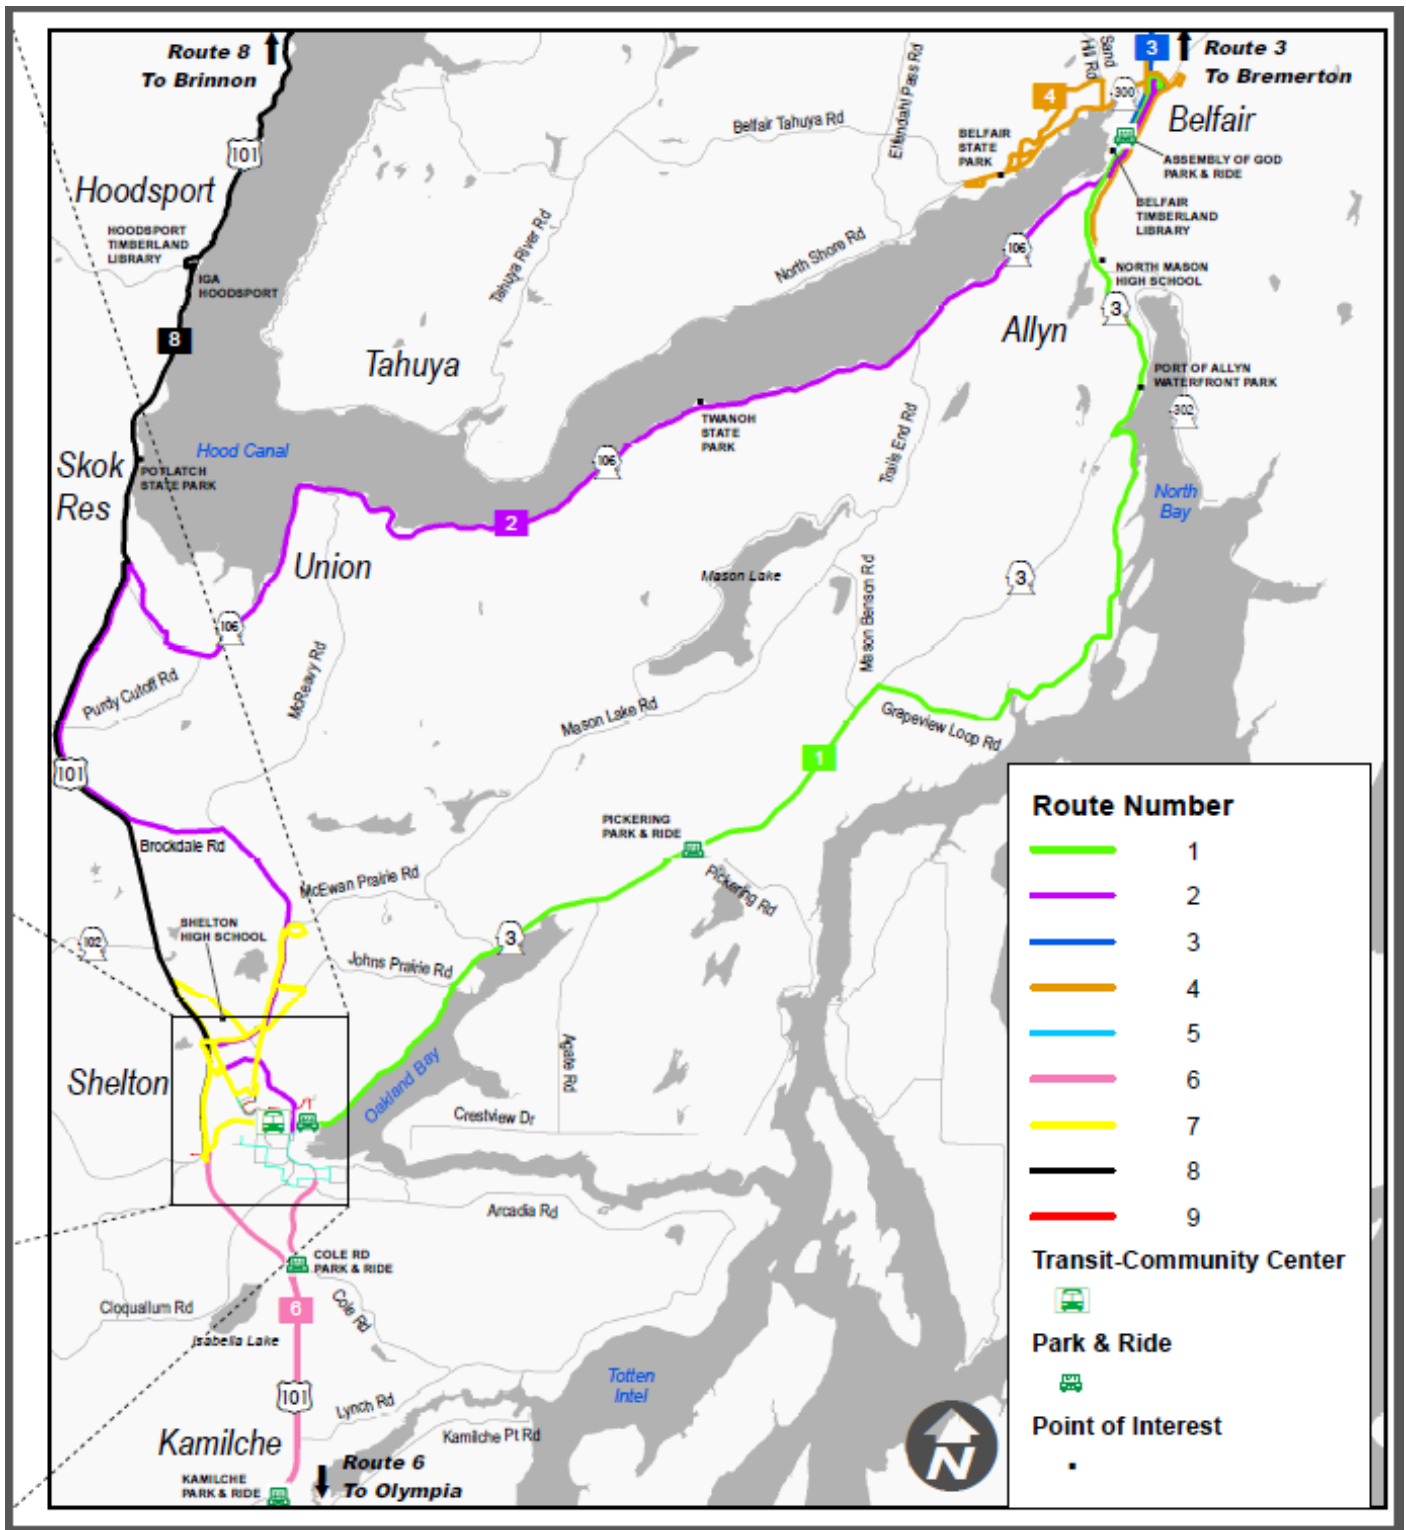 Route 8
To Brinnon
3
Route 3
To Bremerton
Sand
Hill Rd
Elfendahl Pass Rd
4
300
Belfair
Belfair Tahuya Rd
BELFAIR
STATE
PARK
ASSEMBLY OF GOD
PARK & RIDE
101
Hoodsport
HOODSPORT
TIMBERLAND
LIBRARY
IGA
HOODSPORT
BELFAIR
TIMBERLAND
LIBRARY
Tahuya River Rd
North Shore Rd
106
NORTH MASON
HIGH SCHOOL
3
8
Allyn
Tahuya
PORT OF ALLYN
WATERFRONT PARK
302
TWANOH
STATE
PARK
Trails End Rd
Hood Canal
106
Skok
Res
POTLATCH
STATE PARK
North
Bay
2
Union
Mason Lake
Mason Benson Rd
3
106
McReavy Rd
Purdy Cutoff Rd
Mason Lake Rd
Grapeview Loop Rd
101
1
Brockdale Rd
PICKERING
PARK & RIDE
Pickering Rd
McEwan Prairie Rd
SHELTON
HIGH SCHOOL
102
3
Johns Prairie Rd
Shelton
Oakland Bay
Agate Rd
Crestview Dr
Arcadia Rd
COLE RD
PARK & RIDE
Cloquallum Rd
6
Cole Rd
Isabella Lake
101
Totten
Intel
Lynch Rd
Kamilche
Kamilche Pt Rd
KAMILCHE
PARK & RIDE
Route 6
To Olympia
N
Route Number
1
2
3
4
5
6
7
8
9
Transit-Community Center
Park & Ride
Point of Interest